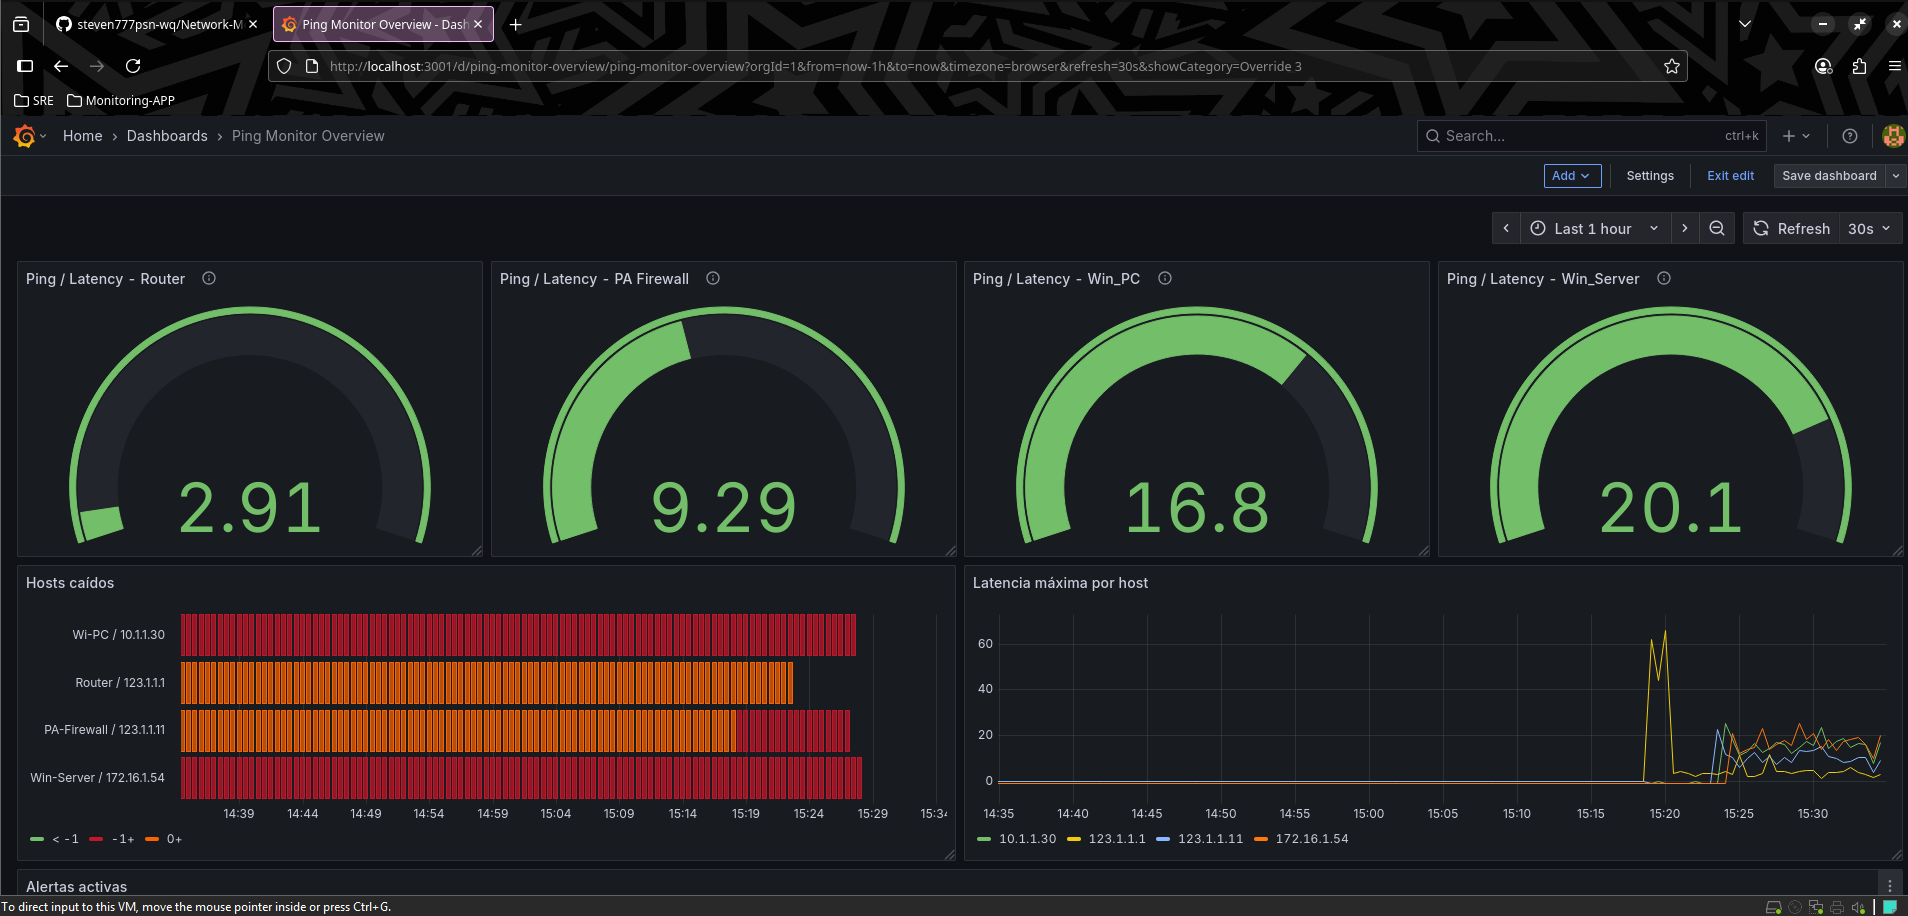 steven777psn-wq/Network-M
Ping Monitor Overview - Dash
http://localhost:3001/d/ping-monitor-overview/ping-monitor-overview?orgId=1&from=now-1h&to=now&timezone=browser&refresh=30s&showCategory=Override 3
SRE Monitoring-APP
Home › Dashboards › Ping Monitor Overview
Search... ctrl+k
Add Settings Exit edit Save dashboard
Last 1 hour Refresh 30s
Ping / Latency - Router
2.91
Ping / Latency - PA Firewall
9.29
Ping / Latency - Win_PC
16.8
Ping / Latency - Win_Server
20.1
Hosts caídos
Wi-PC / 10.1.1.30
Router / 123.1.1.1
PA-Firewall / 123.1.1.11
Win-Server / 172.16.1.54
14:39 14:44 14:49 14:54 14:59 15:04 15:09 15:14 15:19 15:24 15:29 15:34
< -1 -1+ 0+
Latencia máxima por host
60
40
20
0
14:35 14:40 14:45 14:50 14:55 15:00 15:05 15:10 15:15 15:20 15:25 15:30
10.1.1.30 123.1.1.1 123.1.1.11 172.16.1.54
Alertas activas
To direct input to this VM, move the mouse pointer inside or press Ctrl+G.